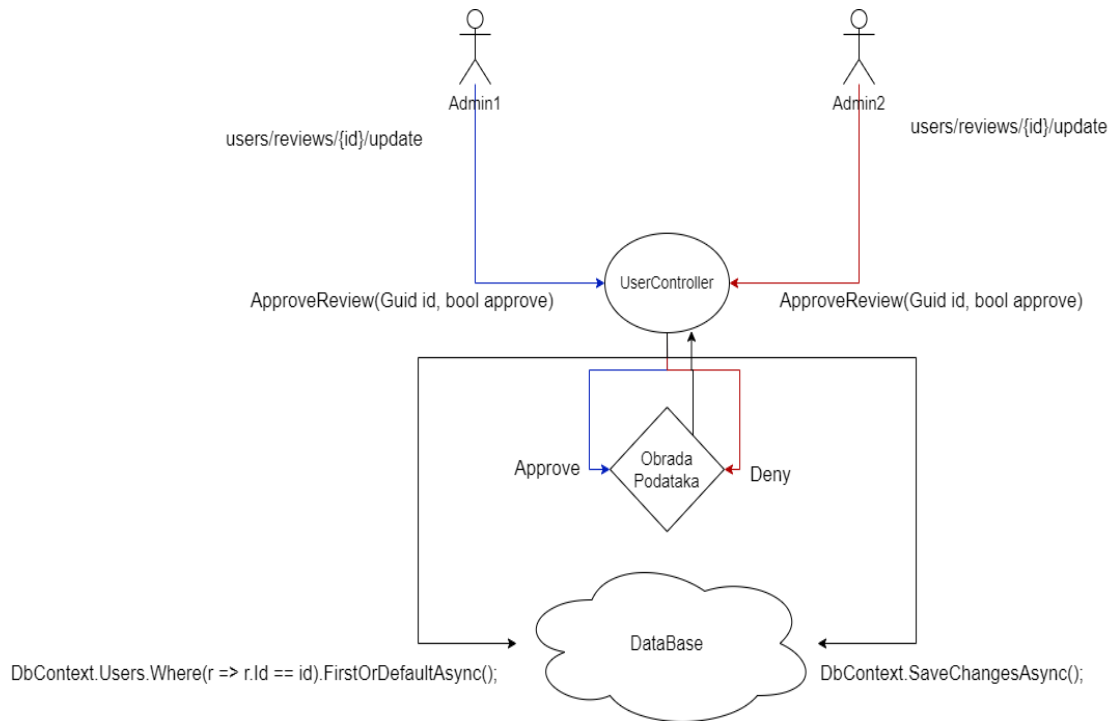 Admin1
Admin2
users/reviews/{id}/update
users/reviews/{id}/update
UserController
ApproveReview(Guid id, bool approve)
ApproveReview(Guid id, bool approve)
Obrada
Podataka
Approve
Deny
DataBase
DbContext.Users.Where(r => r.Id == id).FirstOrDefaultAsync();
DbContext.SaveChangesAsync();